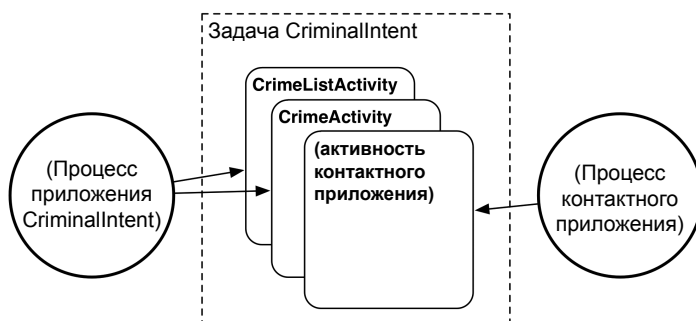 Задача CriminalIntent
CrimeListActivity
CrimeActivity
(активность
контактного
приложения)
(Процесс
приложения
CriminalIntent)
(Процесс
контактного
приложения)